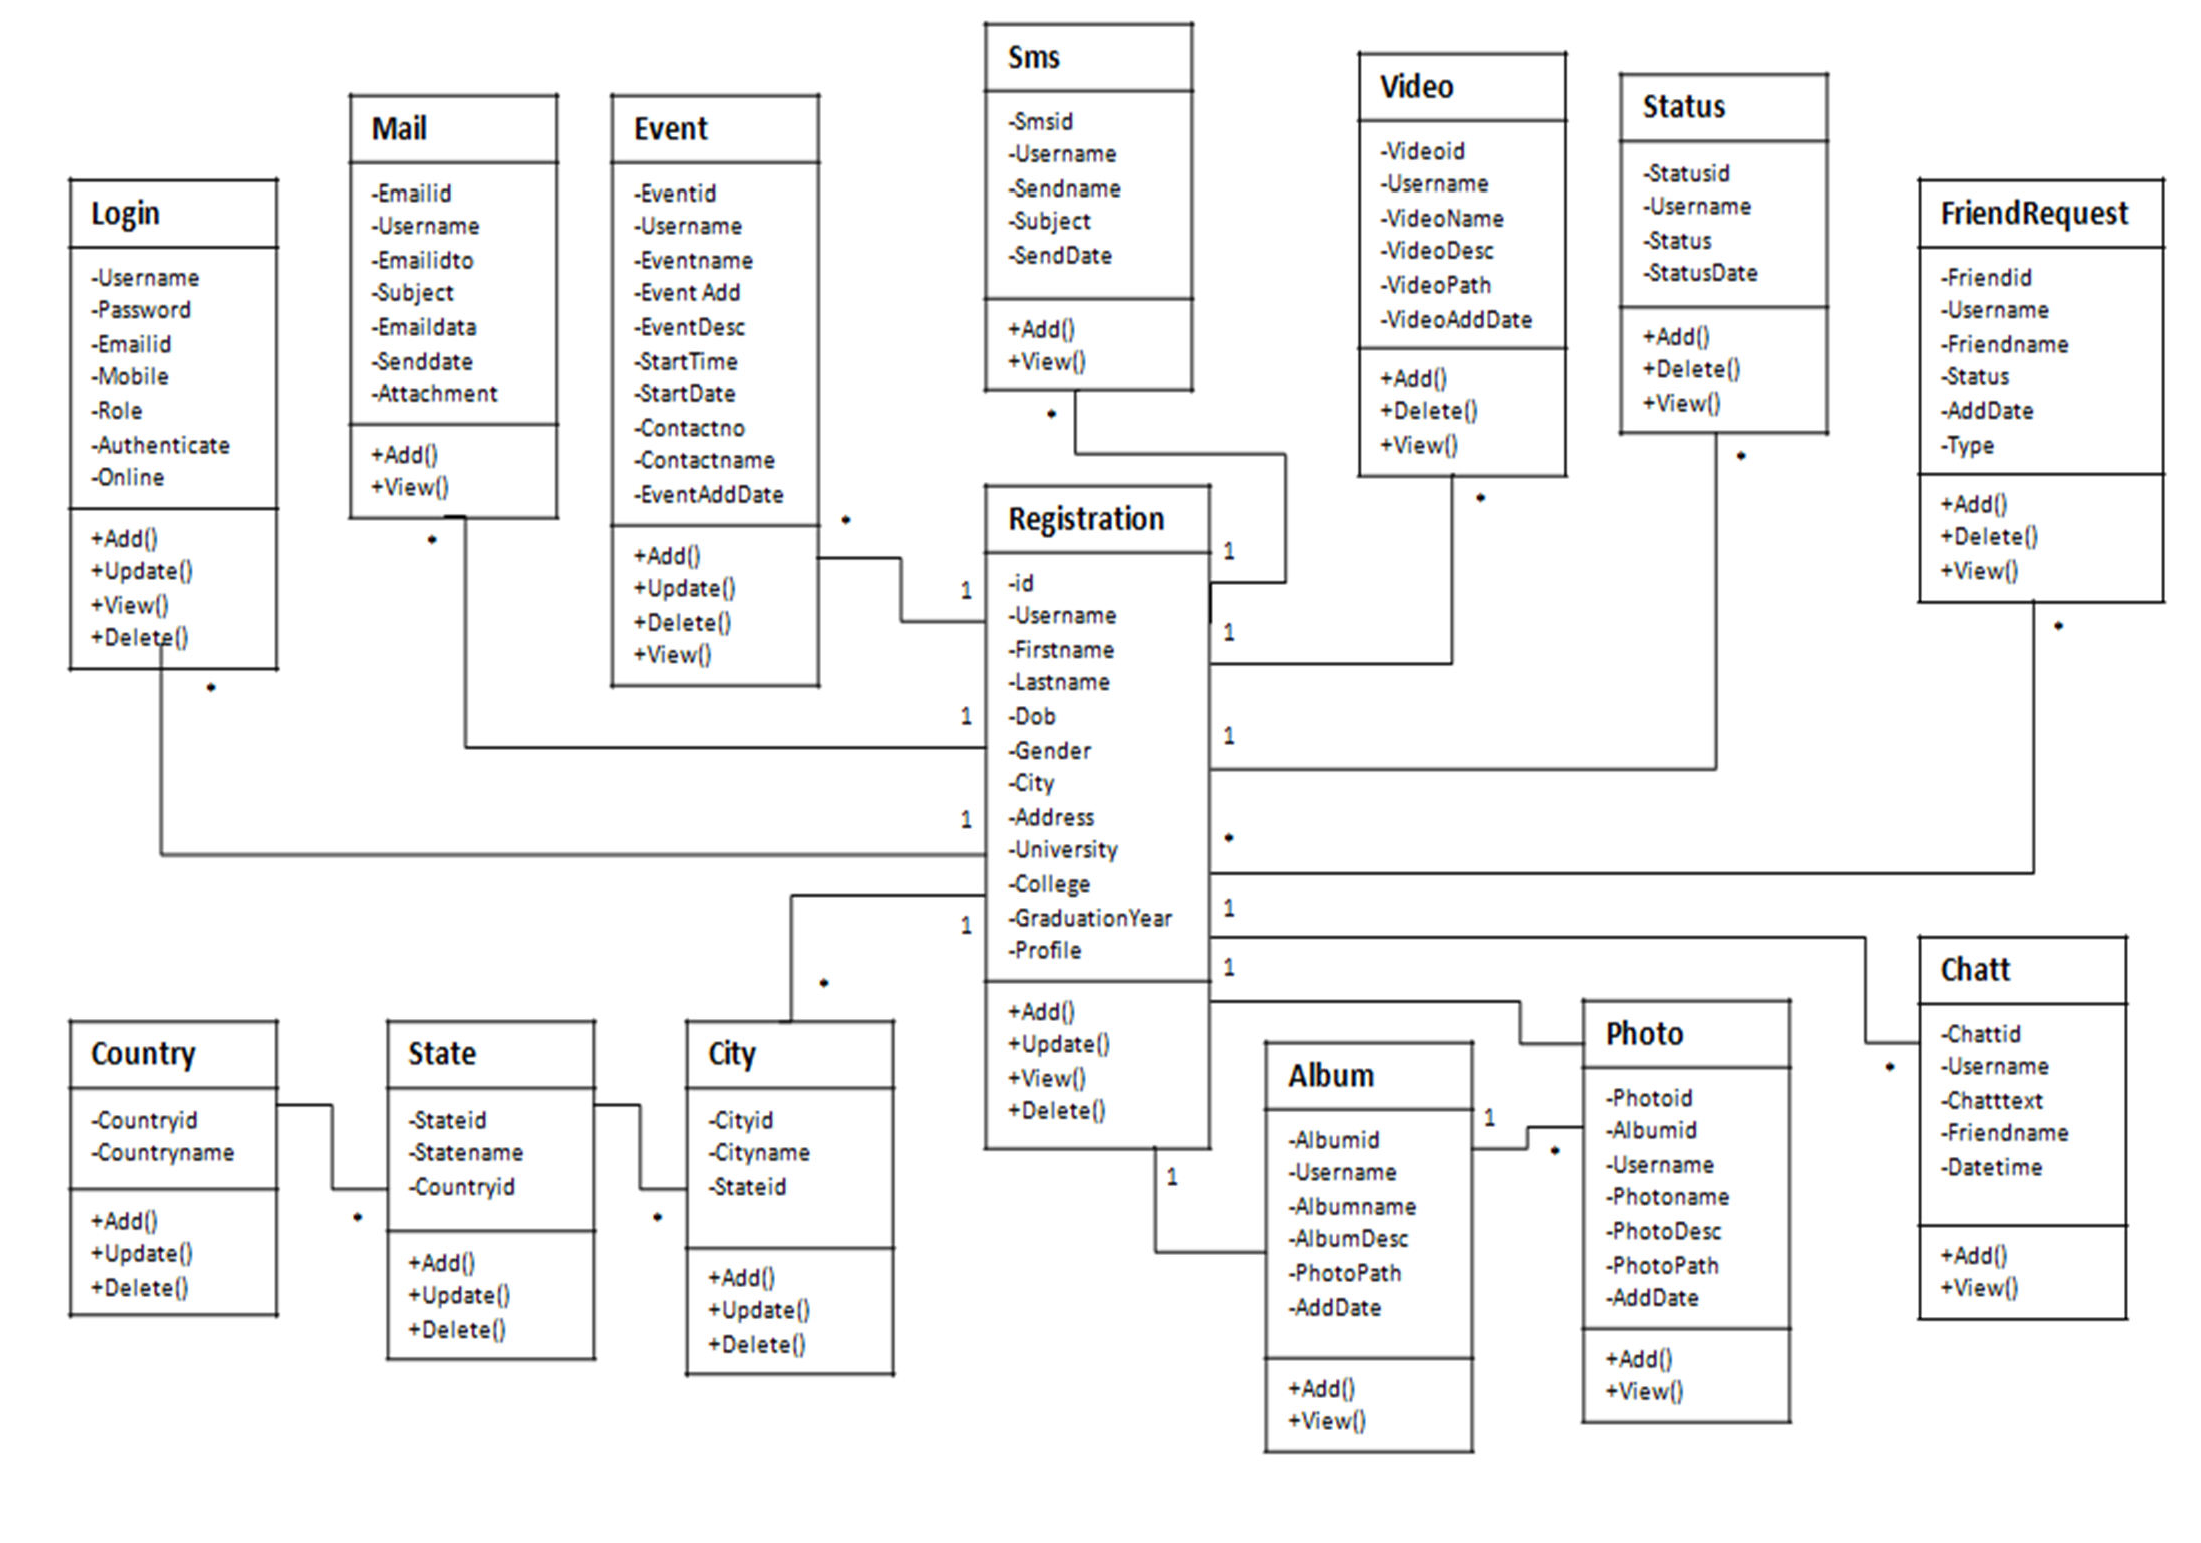 Login
-Username
-Password
-Emailid
-Mobile
-Role
-Authenticate
-Online
+Add()
+Update()
+View()
+Delete()
*
Mail
-Emailid
-Username
-Emailidto
-Subject
-Emaildata
-Senddate
-Attachment
+Add()
+View()
*
Event
-Eventid
-Username
-Eventname
-Event Add
-EventDesc
-StartTime
-StartDate
-Contactno
-Contactname
-EventAddDate
+Add()
+Update()
+Delete()
+View()
*
Sms
-Smsid
-Username
-Sendname
-Subject
-SendDate
+Add()
+View()
*
Video
-Videoid
-Username
-VideoName
-VideoDesc
-VideoPath
-VideoAddDate
+Add()
+Delete()
+View()
*
Status
-Statusid
-Username
-Status
-StatusDate
+Add()
+Delete()
+View()
*
FriendRequest
-Friendid
-Username
-Friendname
-Status
-AddDate
-Type
+Add()
+Delete()
+View()
*
Registration
-id
-Username
-Firstname
-Lastname
-Dob
-Gender
-City
-Address
-University
-College
-GraduationYear
-Profile
+Add()
+Update()
+View()
+Delete()
1
1
1
1
1
1
1
*
1
1
1
Country
-Countryid
-Countryname
+Add()
+Update()
+Delete()
*
State
-Stateid
-Statename
-Countryid
+Add()
+Update()
+Delete()
*
City
-Cityid
-Cityname
-Stateid
+Add()
+Update()
+Delete()
*
Album
-Albumid
-Username
-Albumname
-AlbumDesc
-PhotoPath
-AddDate
+Add()
+View()
1
*
Photo
-Photoid
-Albumid
-Username
-Photoname
-PhotoDesc
-PhotoPath
-AddDate
+Add()
+View()
*
Chatt
-Chattid
-Username
-Chatttext
-Friendname
-Datetime
+Add()
+View()